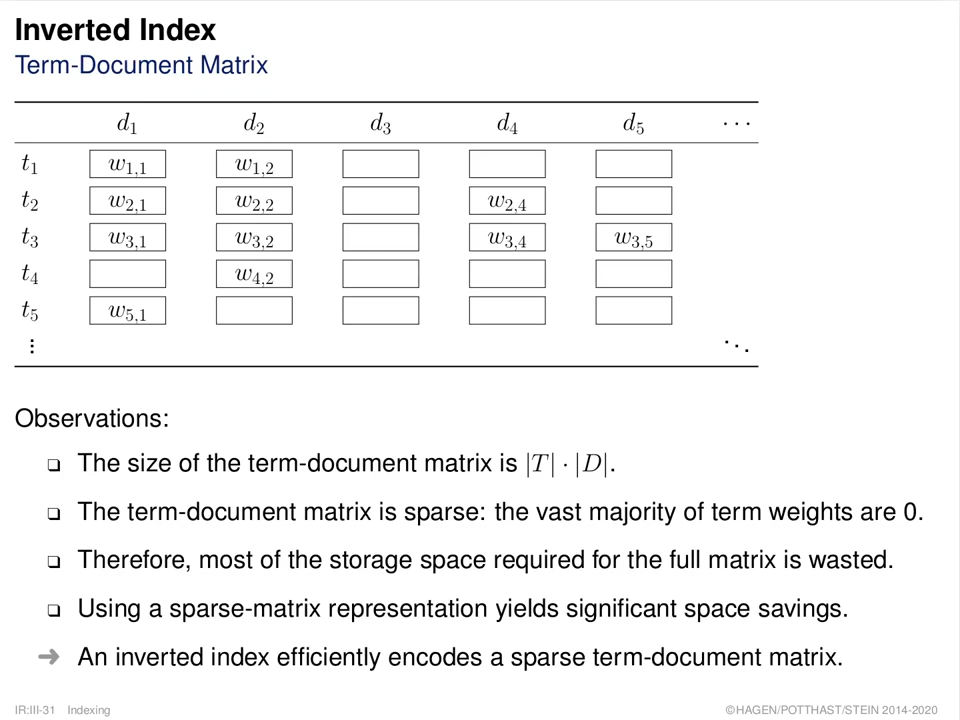 Inverted Index
Term-Document Matrix
d1 d2 d3 d4 d5 ···
t1 w1,1 w1,2
t2 w2,1 w2,2 w2,4
t3 w3,1 w3,2 w3,4 w3,5
t4 w4,2
t5 w5,1
⋮ ⋱
Observations:
❑ The size of the term-document matrix is |T| · |D|.
❑ The term-document matrix is sparse: the vast majority of term weights are 0.
❑ Therefore, most of the storage space required for the full matrix is wasted.
❑ Using a sparse-matrix representation yields significant space savings.
➜ An inverted index efficiently encodes a sparse term-document matrix.
IR:III-31 Indexing ©HAGEN/POTTHAST/STEIN 2014-2020